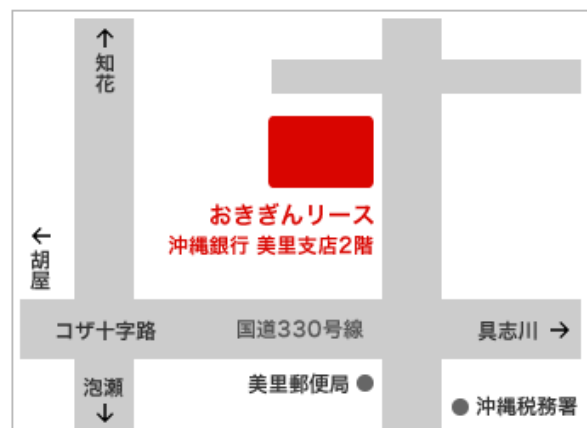 ↑
知花
おきぎんリース
沖縄銀行 美里支店2階
←
胡屋
コザ十字路
国道330号線
具志川 →
泡瀬
↓
美里郵便局
沖縄税務署